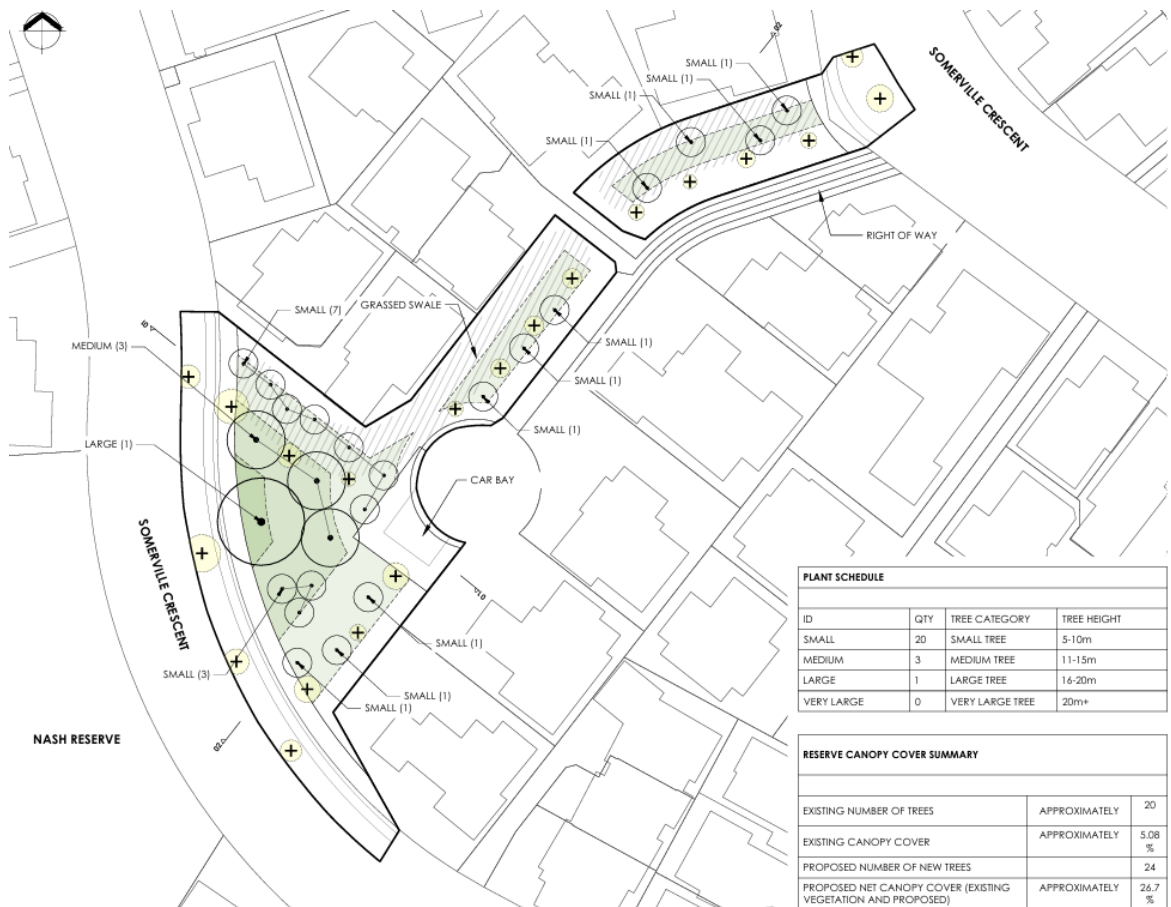 02
SOMERVILLE CRESCENT
SMALL (1)
SMALL (1)
SMALL (1)
SMALL (1)
RIGHT OF WAY
SMALL (7)
GRASSED SWALE
MEDIUM (3)
SMALL (1)
SMALL (1)
LARGE (1)
SMALL (1)
CAR BAY
SOMERVILLE CRESCENT
SMALL (1)
SMALL (3)
SMALL (1)
SMALL (1)
NASH RESERVE
02
PLANT SCHEDULE
ID QTY TREE CATEGORY TREE HEIGHT
SMALL 20 SMALL TREE 5-10m
MEDIUM 3 MEDIUM TREE 11-15m
LARGE 1 LARGE TREE 16-20m
VERY LARGE 0 VERY LARGE TREE 20m+
RESERVE CANOPY COVER SUMMARY
EXISTING NUMBER OF TREES APPROXIMATELY 20
EXISTING CANOPY COVER APPROXIMATELY 5.08
%
PROPOSED NUMBER OF NEW TREES 24
PROPOSED NET CANOPY COVER (EXISTING APPROXIMATELY 26.7
VEGETATION AND PROPOSED) %